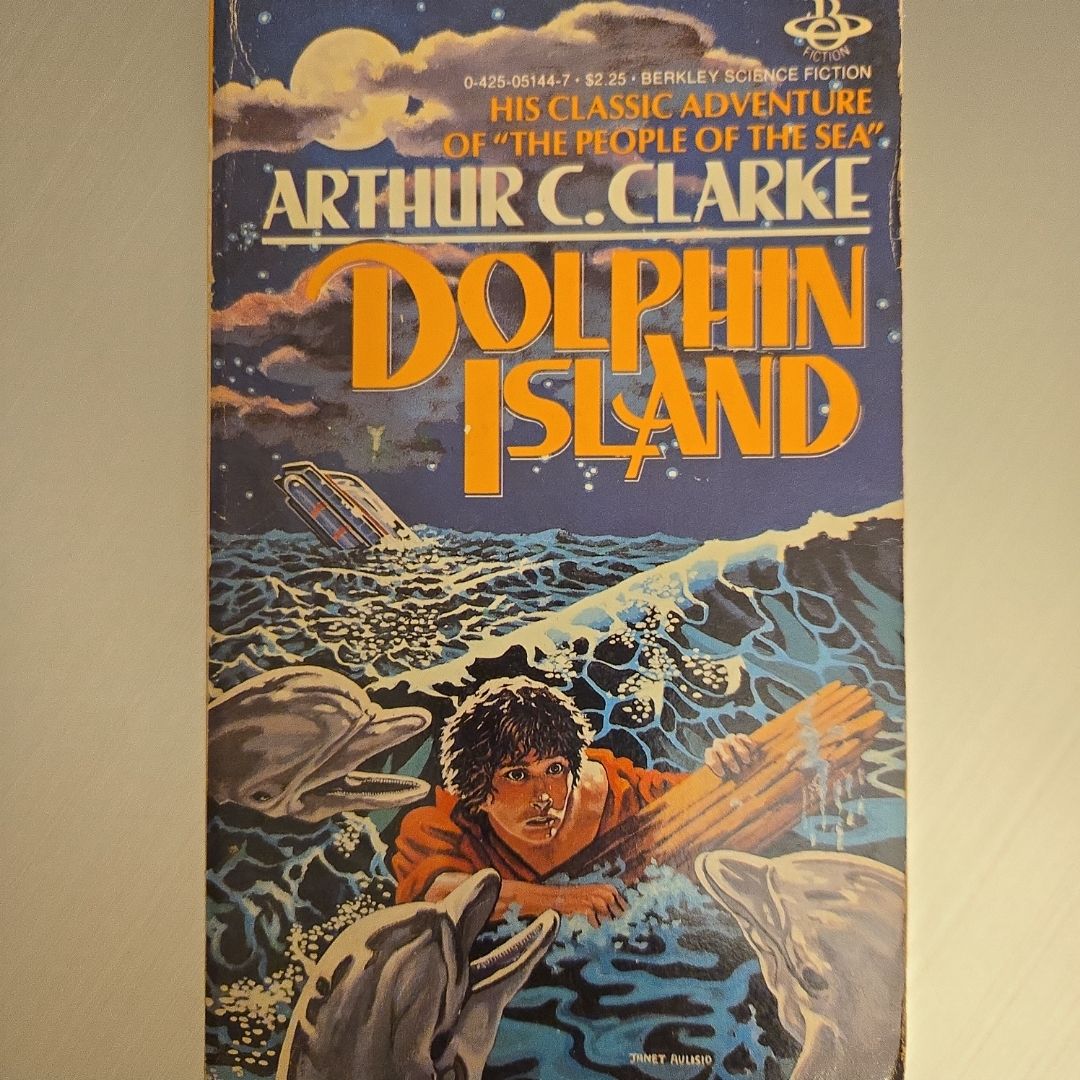 B
FICTION
0-425-05144-7 • $2.25 • BERKLEY SCIENCE FICTION
HIS CLASSIC ADVENTURE
OF "THE PEOPLE OF THE SEA"
ARTHUR C. CLARKE
DOLPHIN
ISLAND
JANET AULISIO